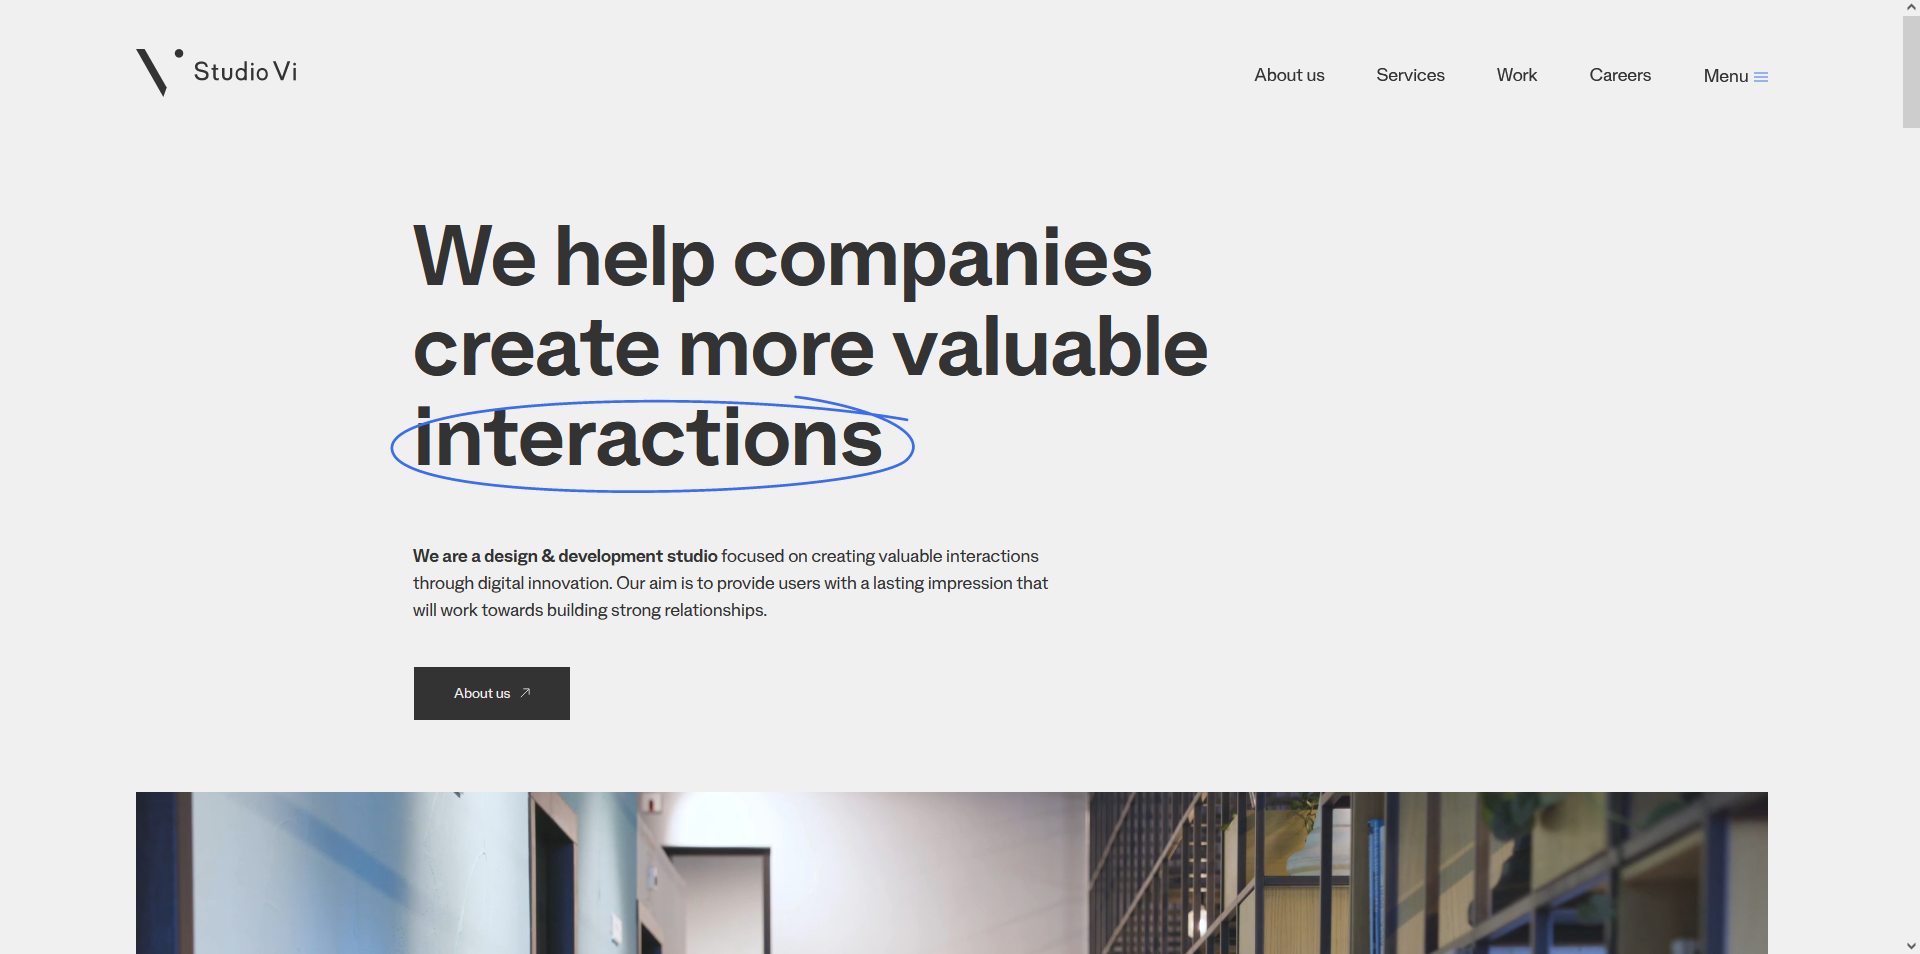 Studio Vi
About us
Services
Work
Careers
Menu
We help companies
create more valuable
interactions
We are a design & development studio focused on creating valuable interactions
through digital innovation. Our aim is to provide users with a lasting impression that
will work towards building strong relationships.
About us